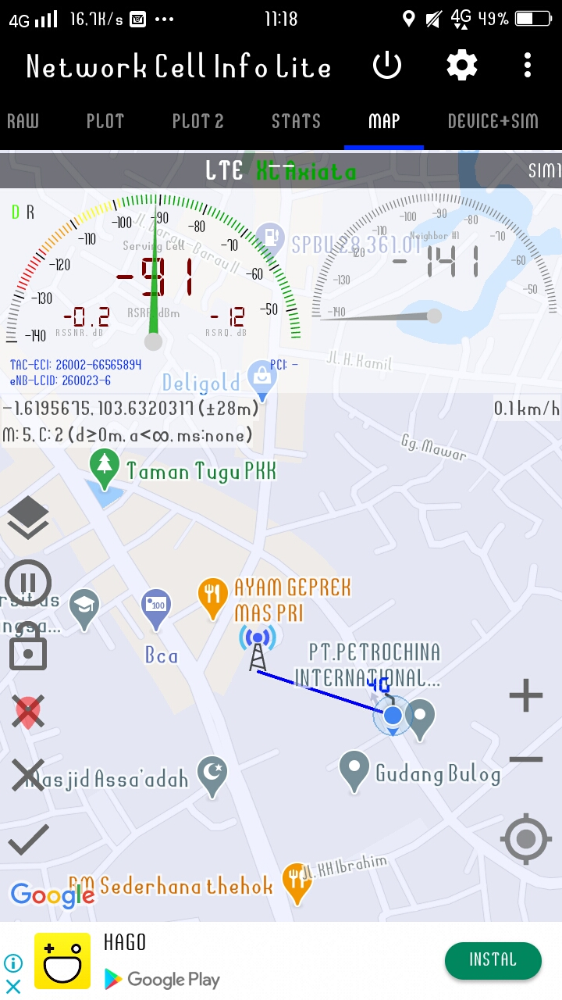 4G 16.7K/s 11:18 4G 49%
Network Cell Info Lite
RAW PLOT PLOT 2 STATS MAP DEVICE+SIM
LTE XL Axiata SIM1
D R
-140 -130 -120 -110 -100 -90 -80 -70 -60 -50
Serving Cell
-91
RSRP, dBm
-0.2
RSSNR, dB
-12
RSRQ, dB
-140 -130 -120 -110 -100 -90 -80 -70 -60 -50
Neighbor #1
-141
Jl. Barau-Barau II
SPBU 28.361.01
TAC-ECI: 26002-66565894 PCI: -
eNB-LCID: 260023-6
Jl. H. Kamil
Deligold
-1.6195675,103.6320317 (±28m) 0.1 km/h
M: 5, C: 2 (d≥0m, a<∞, ms:none)
Gg. Mawar
Taman Tugu PKK
AYAM GEPREK
MAS PRI
rsitas
ngsa...
100
Bca
PT.PETROCHINA
INTERNATIONAL...
4G
Masjid Assa'adah
Gudang Bulog
Jl. KH Ibrahim
RM Sederhana thehok
Google
HAGO
Google Play
INSTAL